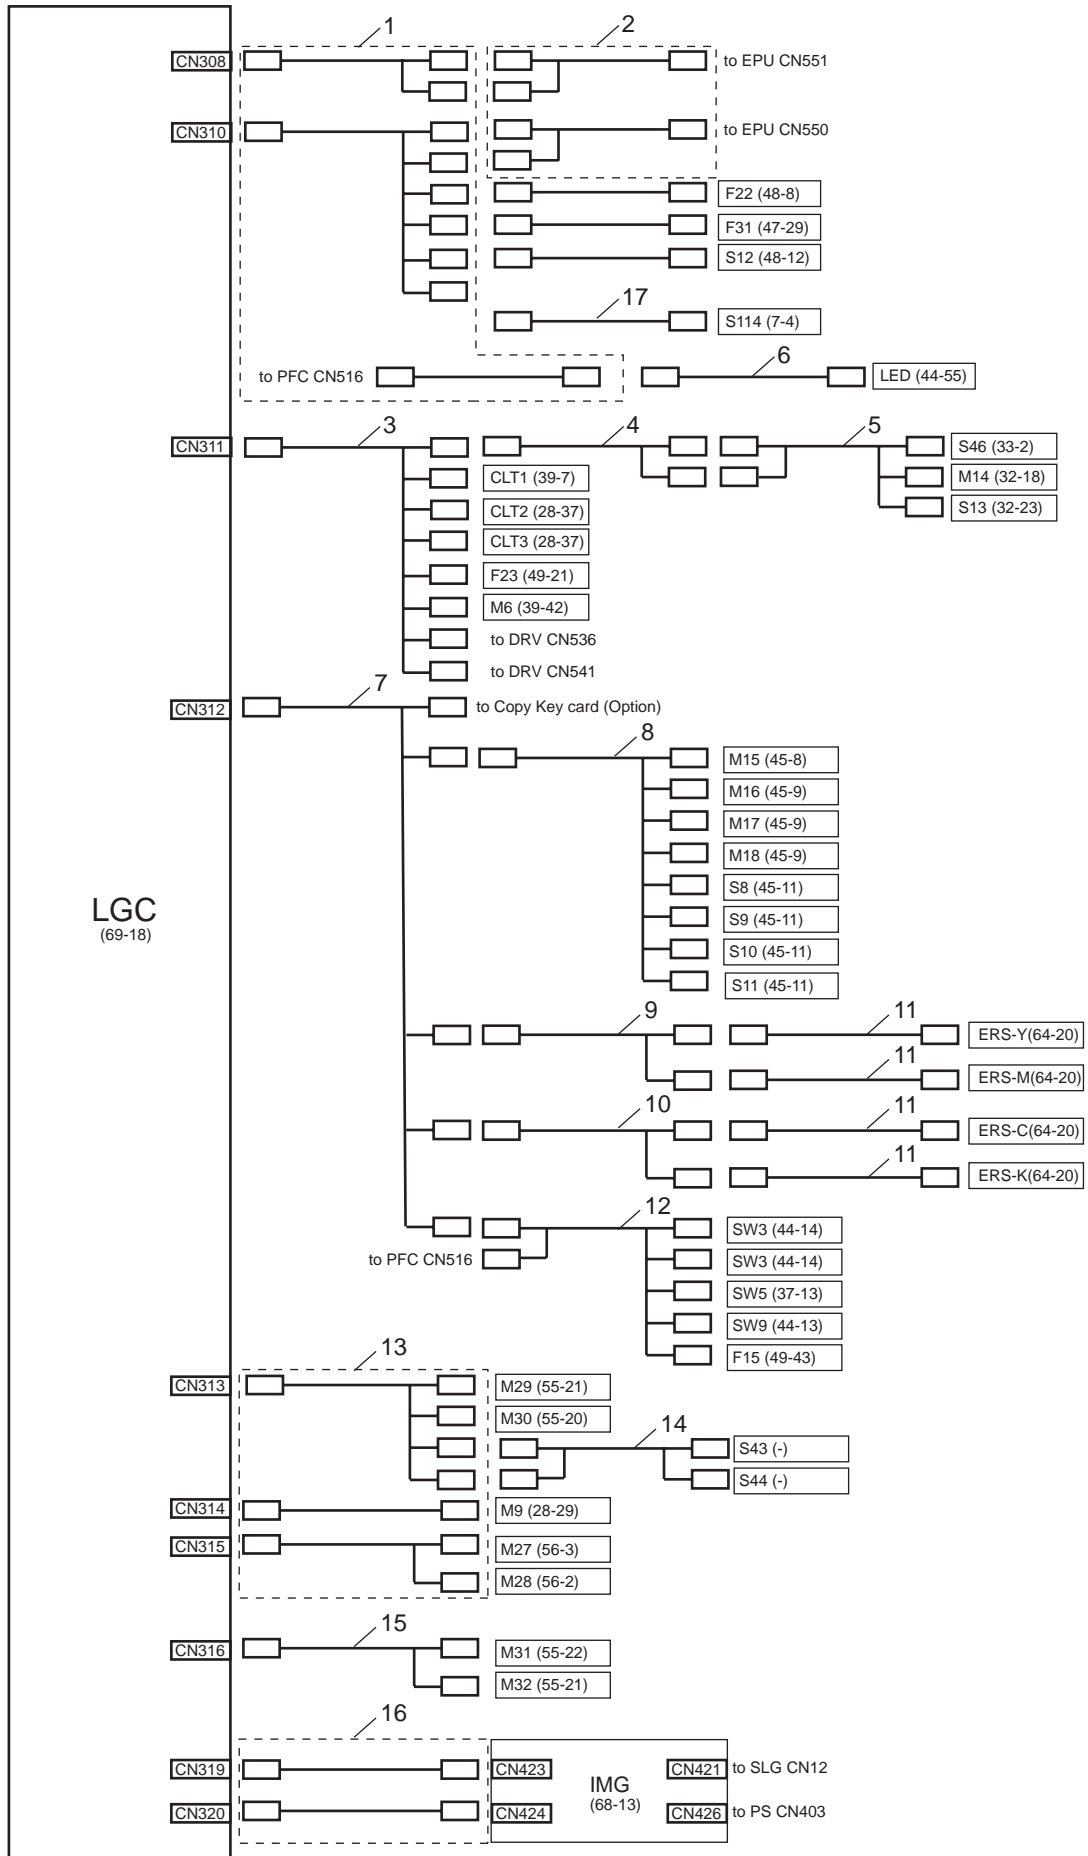 1
2
CN308
to EPU CN551
CN310
to EPU CN550
F22 (48-8)
F31 (47-29)
S12 (48-12)
17
S114 (7-4)
6
to PFC CN516
LED (44-55)
3
4
5
CN311
S46 (33-2)
CLT1 (39-7)
M14 (32-18)
CLT2 (28-37)
S13 (32-23)
CLT3 (28-37)
F23 (49-21)
M6 (39-42)
to DRV CN536
to DRV CN541
7
CN312
to Copy Key card (Option)
8
M15 (45-8)
M16 (45-9)
M17 (45-9)
M18 (45-9)
S8 (45-11)
LGC
(69-18)
S9 (45-11)
S10 (45-11)
S11 (45-11)
9
11
ERS-Y(64-20)
11
ERS-M(64-20)
10
11
ERS-C(64-20)
11
ERS-K(64-20)
12
SW3 (44-14)
to PFC CN516
SW3 (44-14)
SW5 (37-13)
SW9 (44-13)
F15 (49-43)
13
CN313
M29 (55-21)
M30 (55-20)
14
S43 (-)
S44 (-)
CN314
M9 (28-29)
CN315
M27 (56-3)
M28 (56-2)
15
CN316
M31 (55-22)
M32 (55-21)
16
CN319
CN423
IMG
(68-13)
CN421
to SLG CN12
CN320
CN424
CN426
to PS CN403